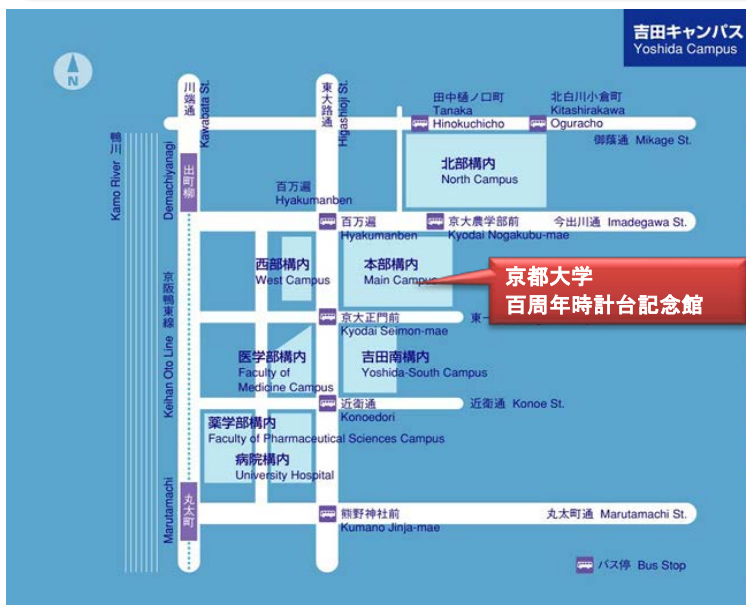 吉田キャンパス
Yoshida Campus
N
川端通
Kawabata St.
東大路通
Higashioji St.
田中樋ノ口町
Tanaka
Hinokuchicho
北白川小倉町
Kitashirakawa
Oguracho
御蔭通 Mikage St.
鴨川
Kamo River
出町柳
Demachiyanagi
北部構内
North Campus
百万遍
Hyakumanben
百万遍
Hyakumanben
京大農学部前
Kyodai Nogakubu-mae
今出川通 Imadegawa St.
西部構内
West Campus
本部構内
Main Campus
京都大学
百周年時計台記念館
京阪鴨東線
Keihan Oto Line
京大正門前
Kyodai Seimon-mae
東一
医学部構内
Faculty of
Medicine Campus
吉田南構内
Yoshida-South Campus
近衛通
Konoedori
近衛通 Konoe St.
薬学部構内
Faculty of Pharmaceutical Sciences Campus
病院構内
University Hospital
丸太町
Marutamachi
熊野神社前
Kumano Jinja-mae
丸太町通 Marutamachi St.
バス停 Bus Stop